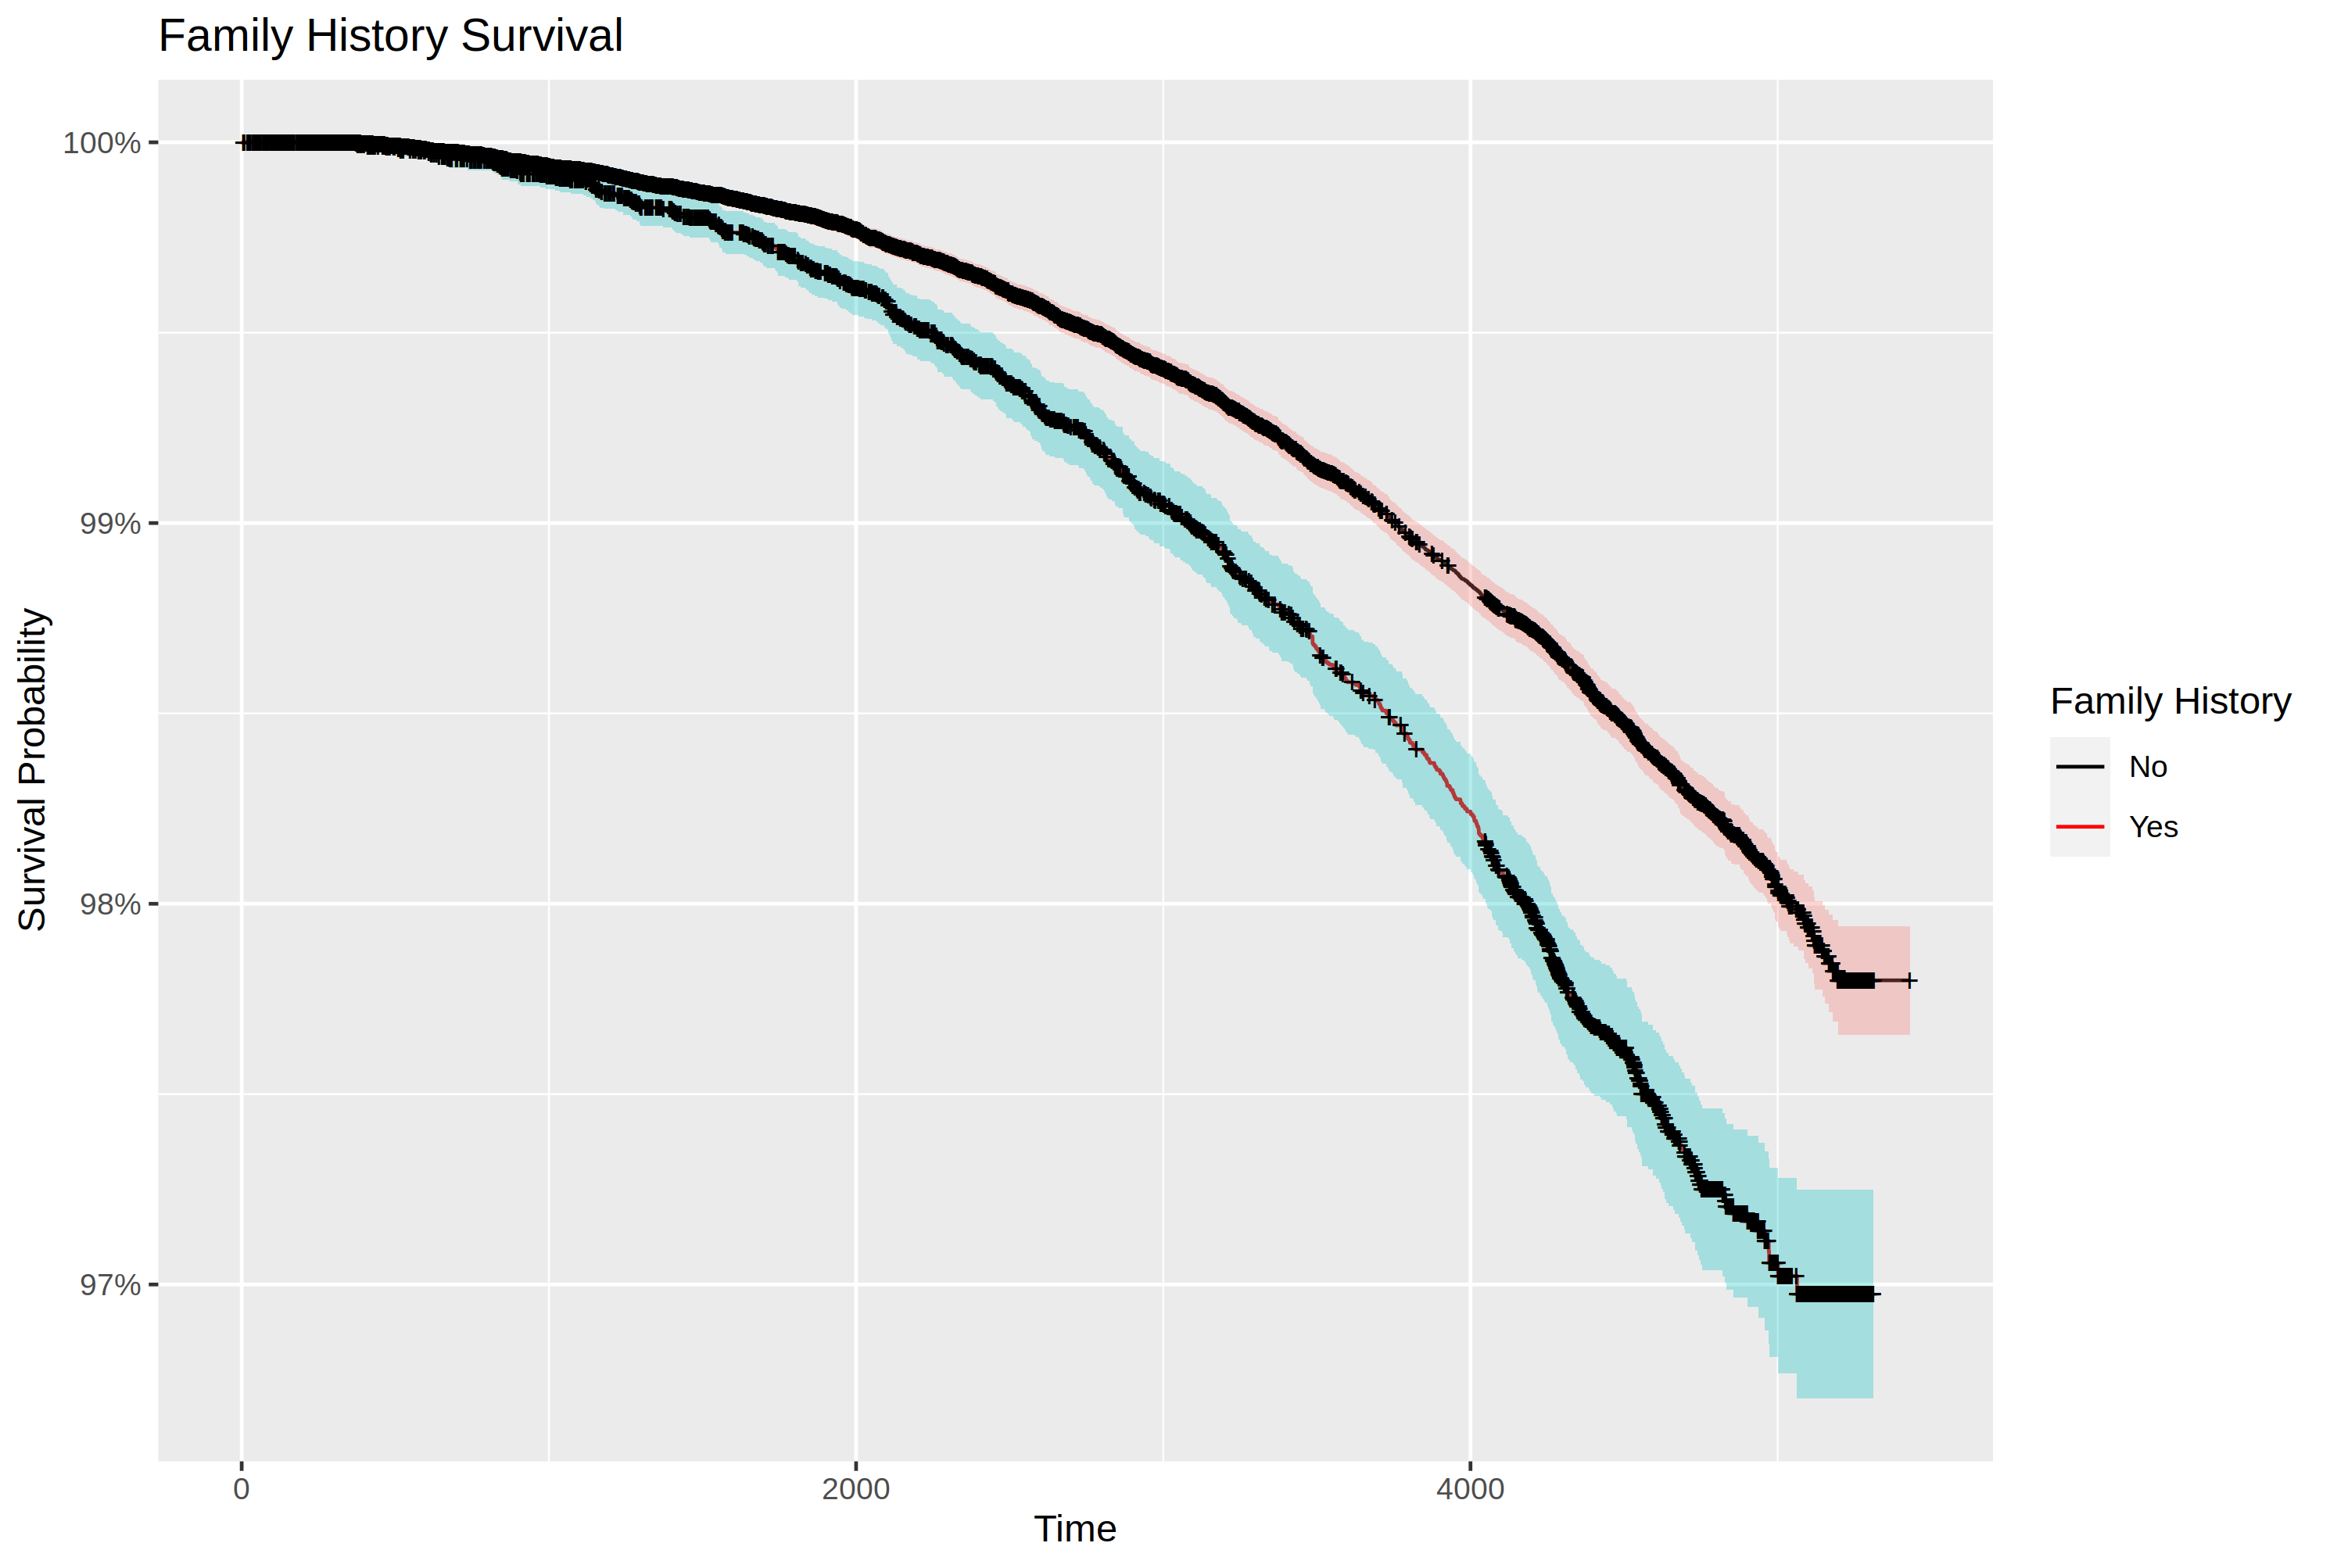 Family History Survival
100%
99%
98%
97%
Survival Probability
0
2000
4000
Time
Family History
No
Yes